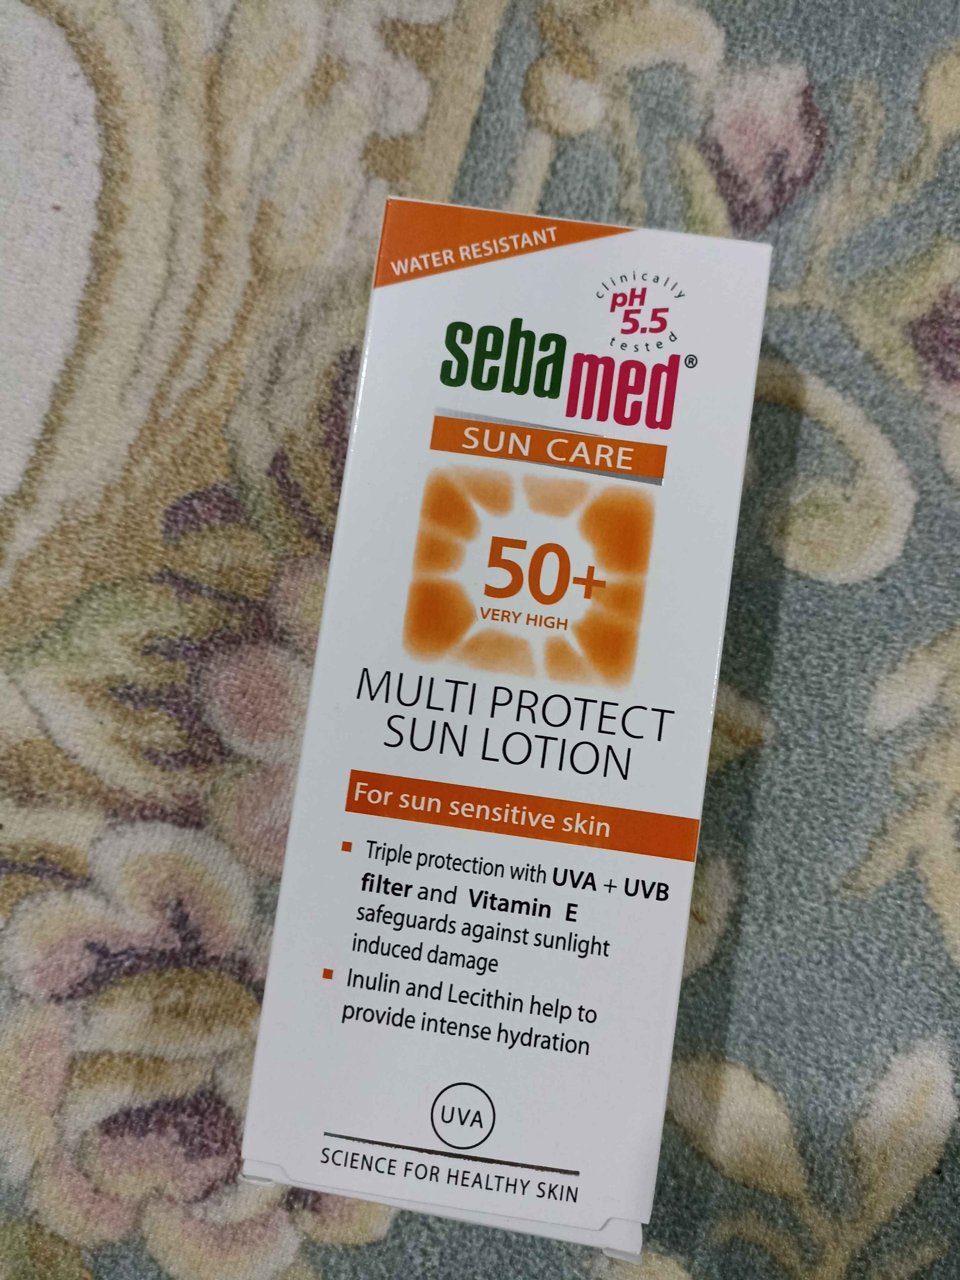 WATER RESISTANT
clinically
pH
5.5
tested
sebamed®
SUN CARE
50+
VERY HIGH
MULTI PROTECT
SUN LOTION
For sun sensitive skin
Triple protection with UVA + UVB
filter and Vitamin E
safeguards against sunlight
induced damage
Inulin and Lecithin help to
provide intense hydration
UVA
SCIENCE FOR HEALTHY SKIN